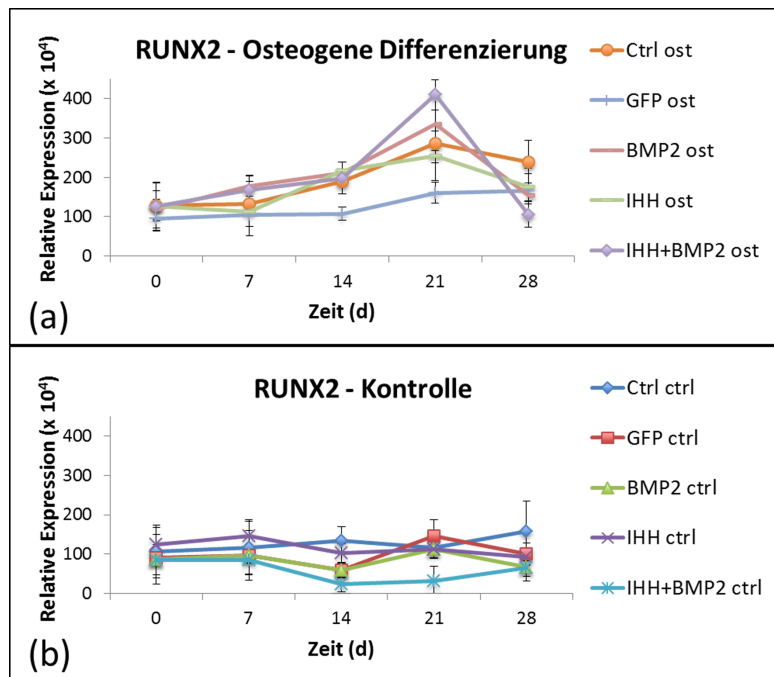 RUNX2 - Osteogene Differenzierung
Relative Expression (x 10⁴)
400
300
200
100
0
0 7 14 21 28
Zeit (d)
(a)
Ctrl ost
GFP ost
BMP2 ost
IHH ost
IHH+BMP2 ost
RUNX2 - Kontrolle
Relative Expression (x 10⁴)
400
300
200
100
0
0 7 14 21 28
Zeit (d)
(b)
Ctrl ctrl
GFP ctrl
BMP2 ctrl
IHH ctrl
IHH+BMP2 ctrl